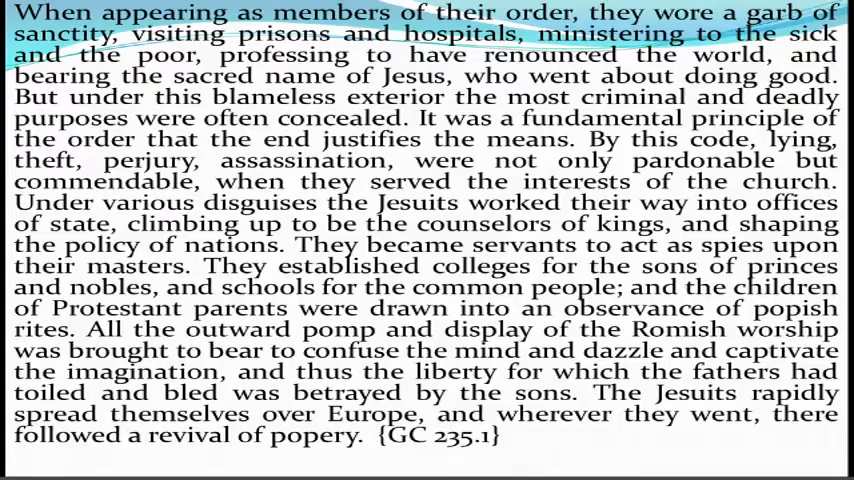 When appearing as members of their order, they wore a garb of
sanctity, visiting prisons and hospitals, ministering to the sick
and the poor, professing to have renounced the world, and
bearing the sacred name of Jesus, who went about doing good.
But under this blameless exterior the most criminal and deadly
purposes were often concealed. It was a fundamental principle of
the order that the end justifies the means. By this code, lying,
theft, perjury, assassination, were not only pardonable but
commendable, when they served the interests of the church.
Under various disguises the Jesuits worked their way into offices
of state, climbing up to be the counselors of kings, and shaping
the policy of nations. They became servants to act as spies upon
their masters. They established colleges for the sons of princes
and nobles, and schools for the common people; and the children
of Protestant parents were drawn into an observance of popish
rites. All the outward pomp and display of the Romish worship
was brought to bear to confuse the mind and dazzle and captivate
the imagination, and thus the liberty for which the fathers had
toiled and bled was betrayed by the sons. The Jesuits rapidly
spread themselves over Europe, and wherever they went, there
followed a revival of popery. {GC 235.1}